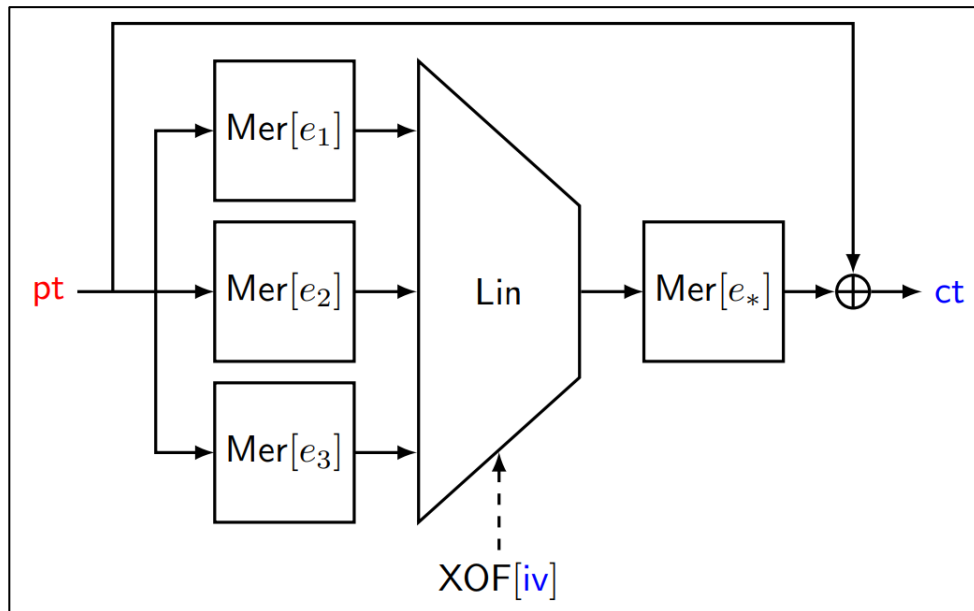 Mer[e₁]
pt
Mer[e₂]
Lin
Mer[e∗]
ct
Mer[e₃]
XOF[iv]